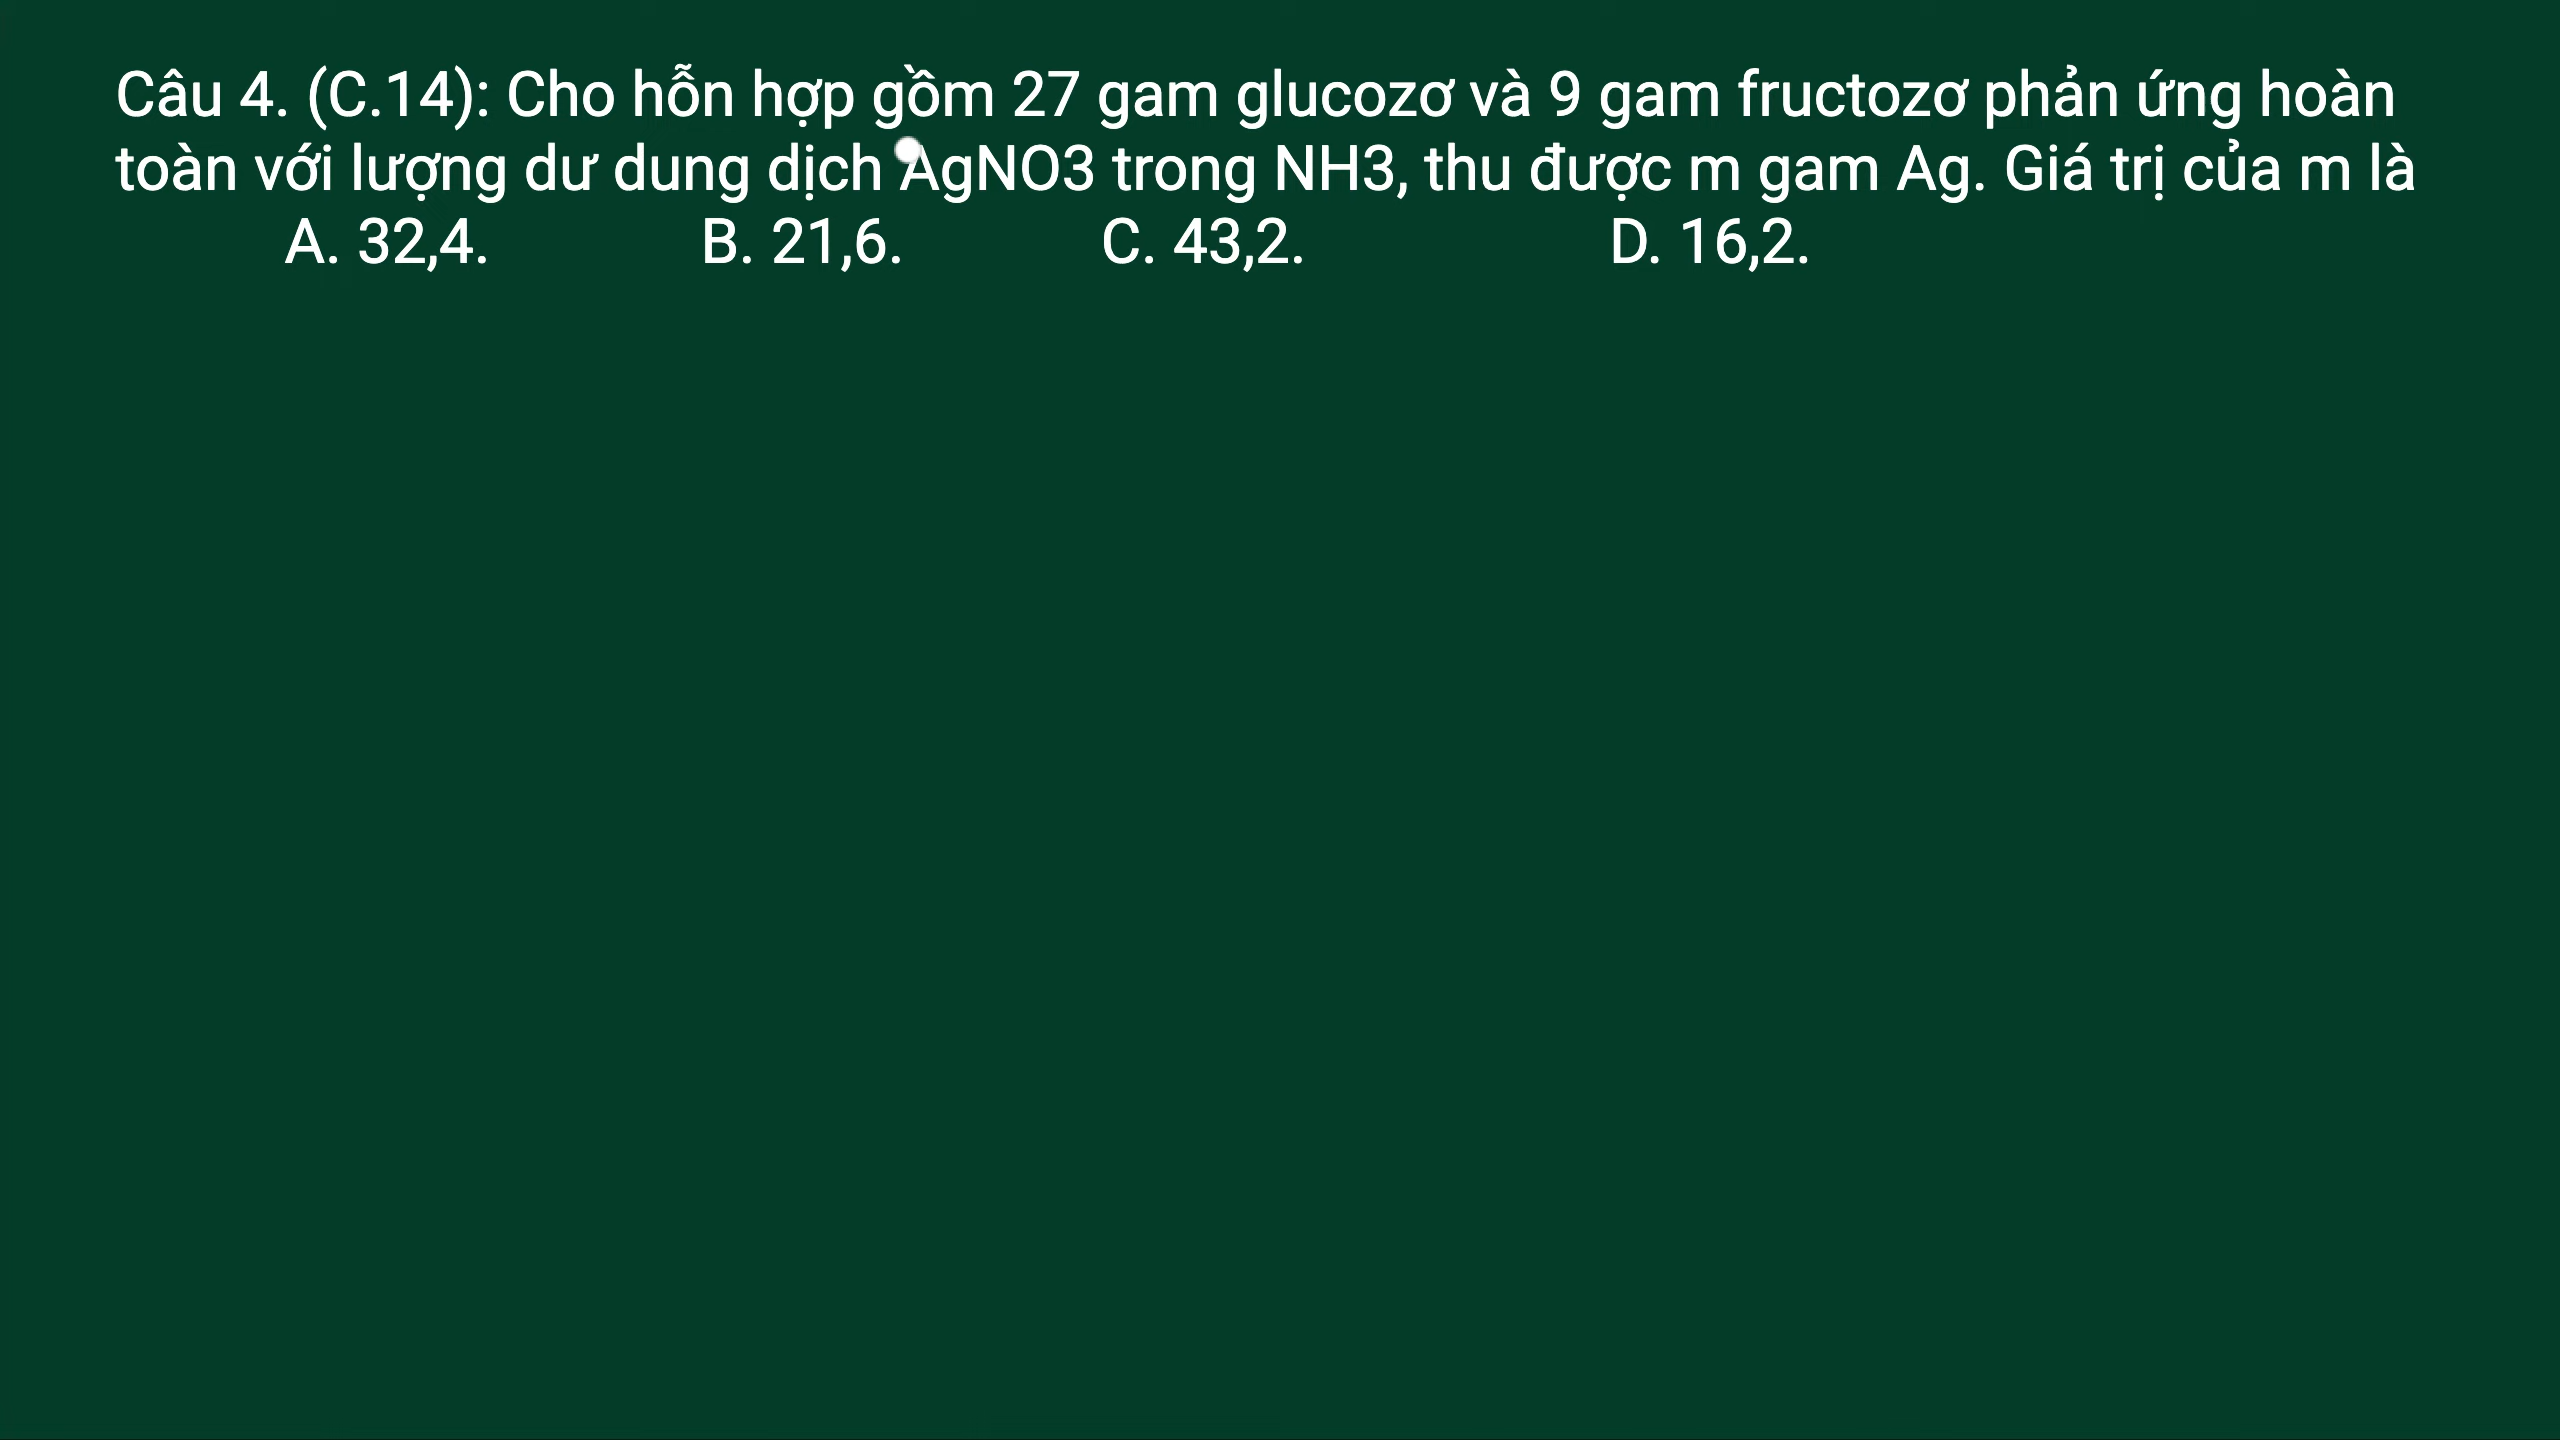 Câu 4. (C.14): Cho hỗn hợp gồm 27 gam glucozơ và 9 gam fructozơ phản ứng hoàn
toàn với lượng dư dung dịch AgNO3 trong NH3, thu được m gam Ag. Giá trị của m là
A. 32,4. B. 21,6. C. 43,2. D. 16,2.